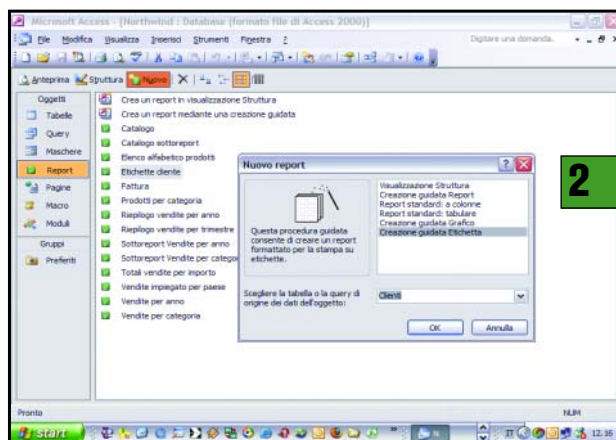 Microsoft Access - [Northwind : Database (formato file di Access 2000)]
File Modifica Visualizza Inserisci Strumenti Finestra ?
Digitare una domanda.
Anteprima Struttura Nuovo
Oggetti
Tabelle
Query
Maschere
Report
Pagine
Macro
Moduli
Gruppi
Preferiti
Crea un report in visualizzazione Struttura
Crea un report mediante una creazione guidata
Catalogo
Catalogo sottoreport
Elenco alfabetico prodotti
Etichette cliente
Fattura
Prodotti per categoria
Riepilogo vendite per anno
Riepilogo vendite per trimestre
Sottoreport Vendite per anno
Sottoreport Vendite per catego
Totali vendite per importo
Vendite impiegato per paese
Vendite per anno
Vendite per categoria
Nuovo report
Questa procedura guidata
consente di creare un report
formattato per la stampa su
etichette.
Visualizzazione Struttura
Creazione guidata Report
Report standard: a colonne
Report standard: tabulare
Creazione guidata Grafico
Creazione guidata Etichetta
Scegliere la tabella o la query di
origine dei dati dell'oggetto:
Clienti
OK Annulla
2
Pronto
NUM
start
N
IT
12.10